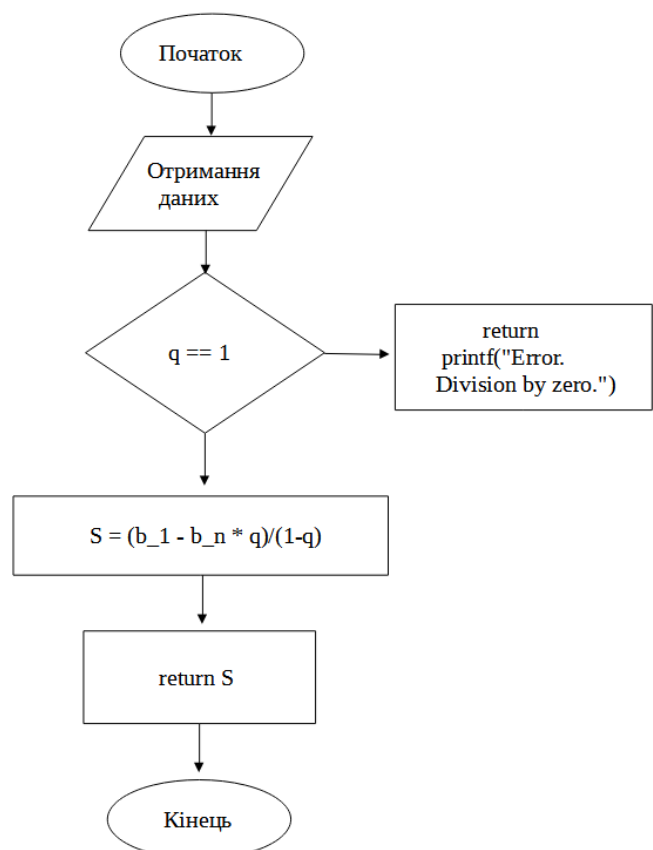 Початок
Отримання
даних
q == 1
return
printf("Error.
Division by zero.")
S = (b_1 - b_n * q)/(1-q)
return S
Кінець